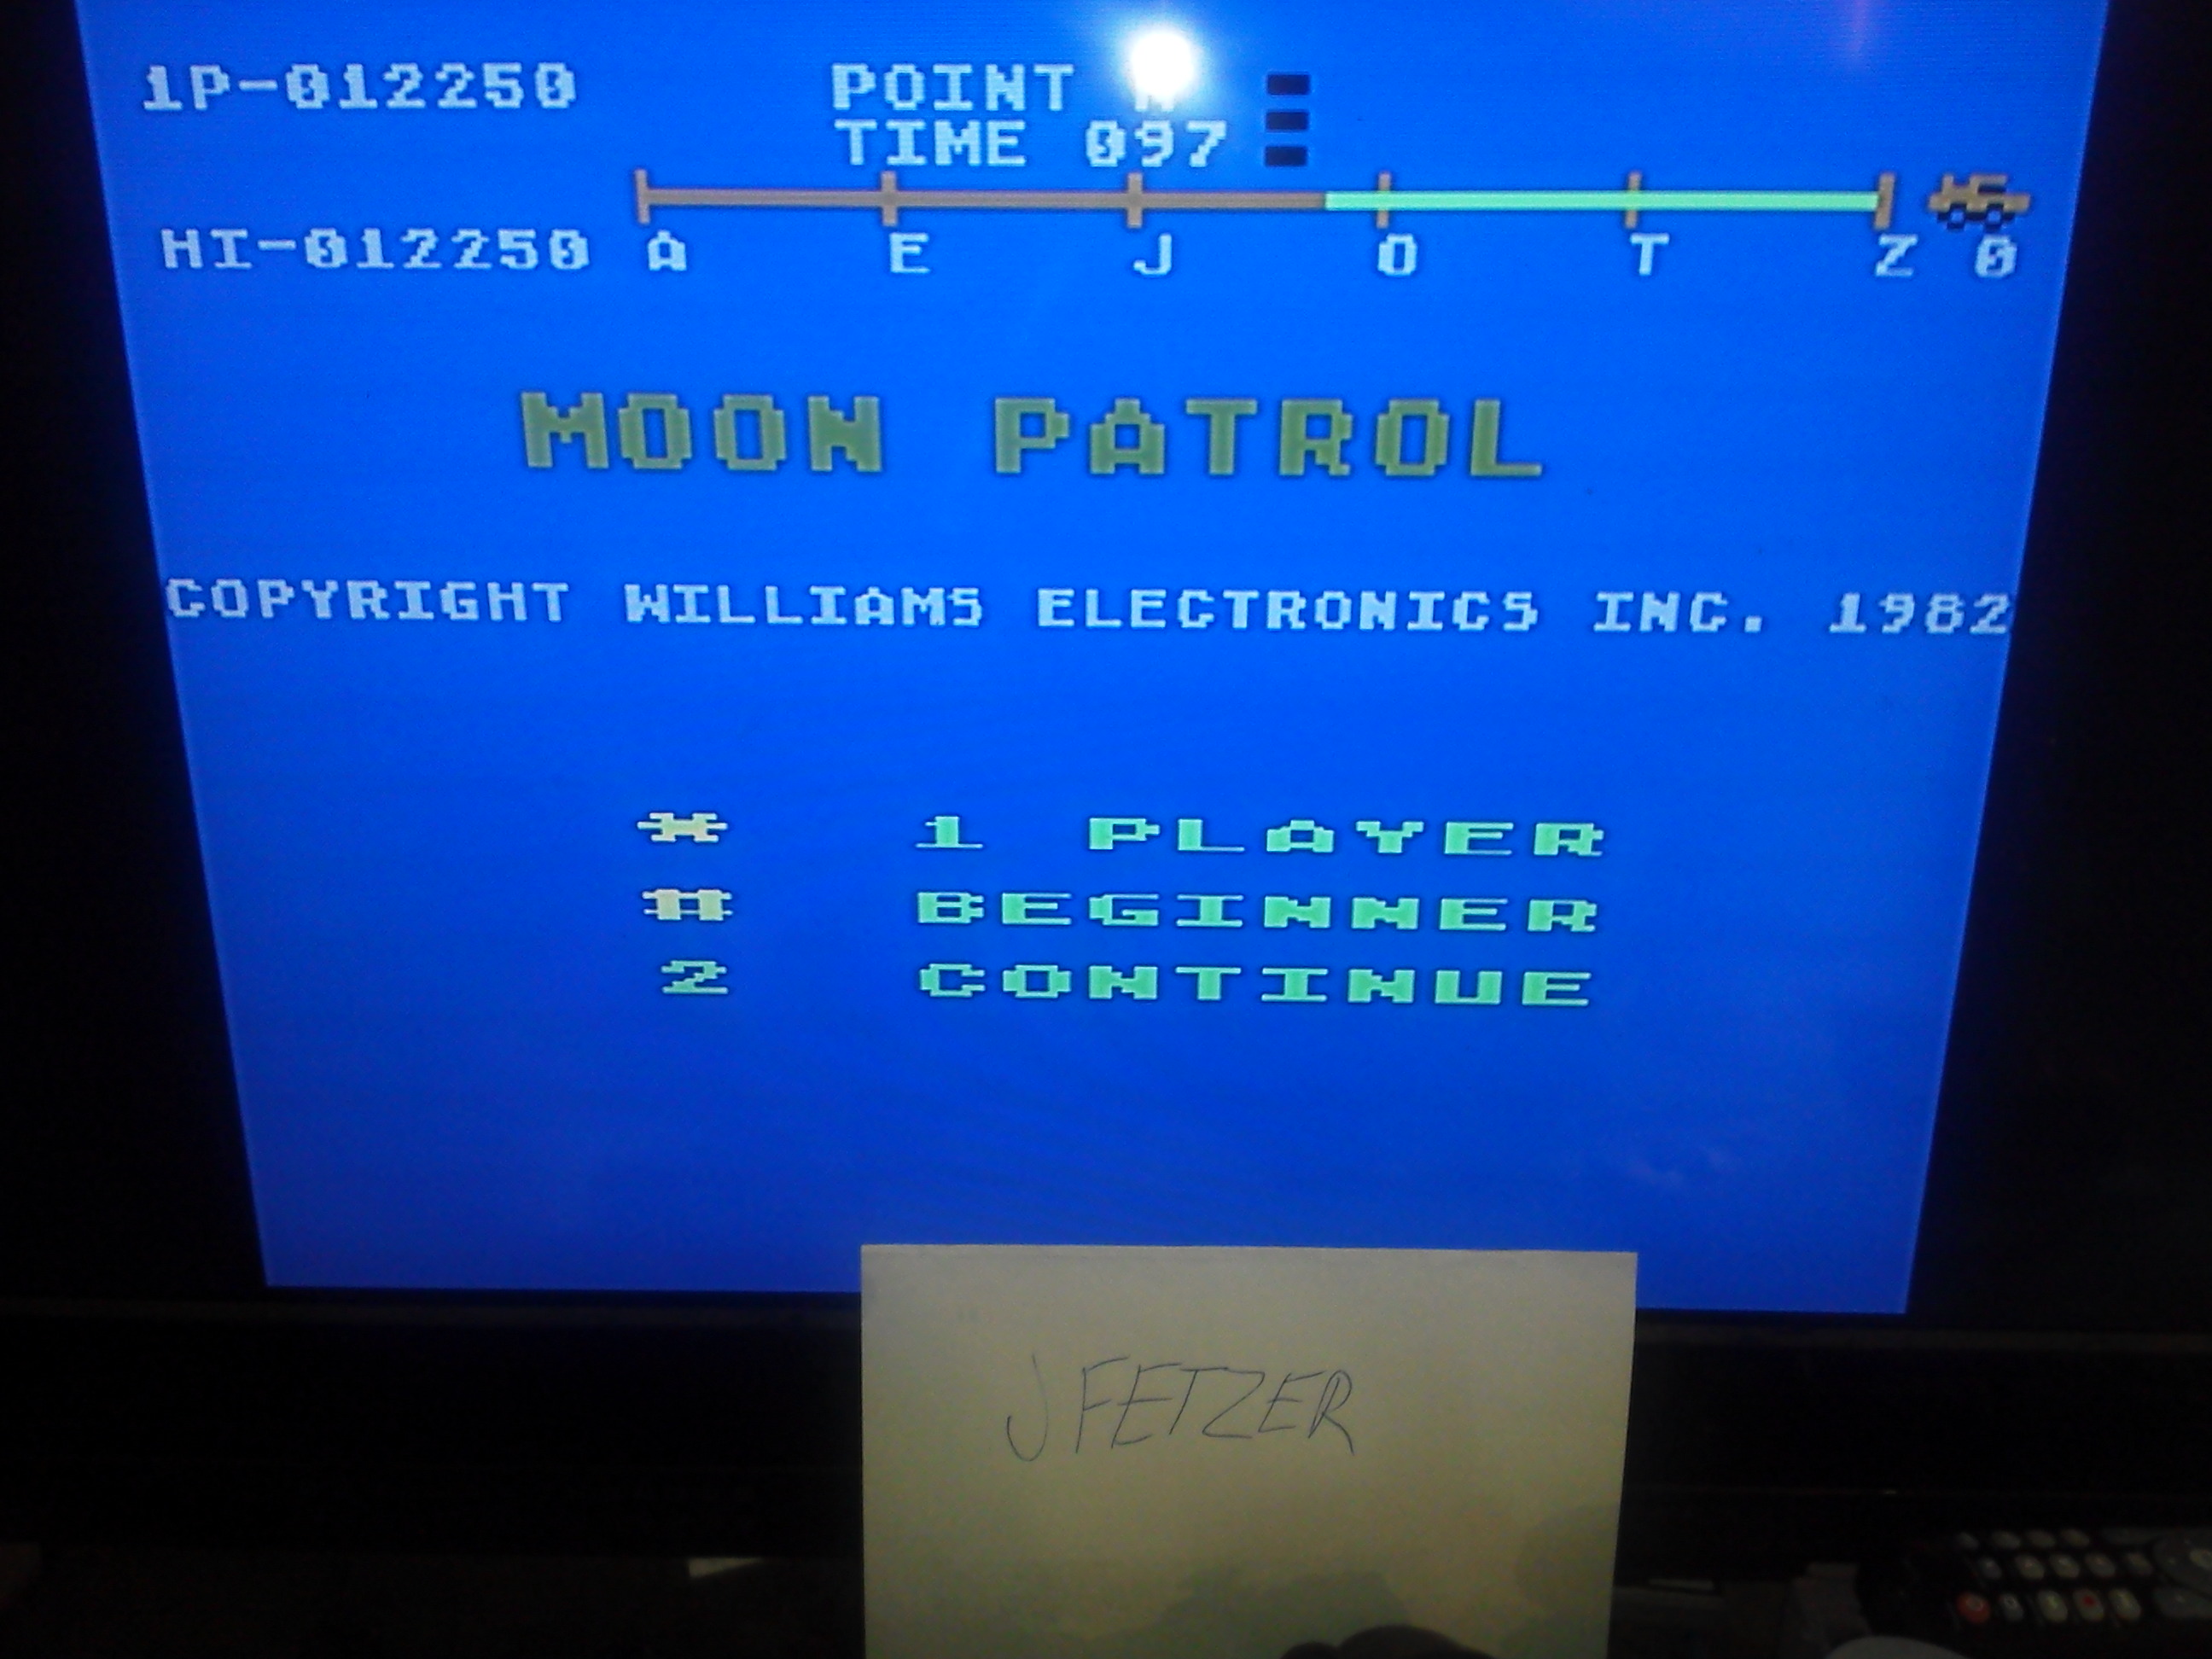 1P-012250 POINT
TIME 097
HI-012250 A E J O T Z 0
MOON PATROL
COPYRIGHT WILLIAMS ELECTRONICS INC. 1982
* 1 PLAYER
# BEGINNER
2 CONTINUE
JFETZER